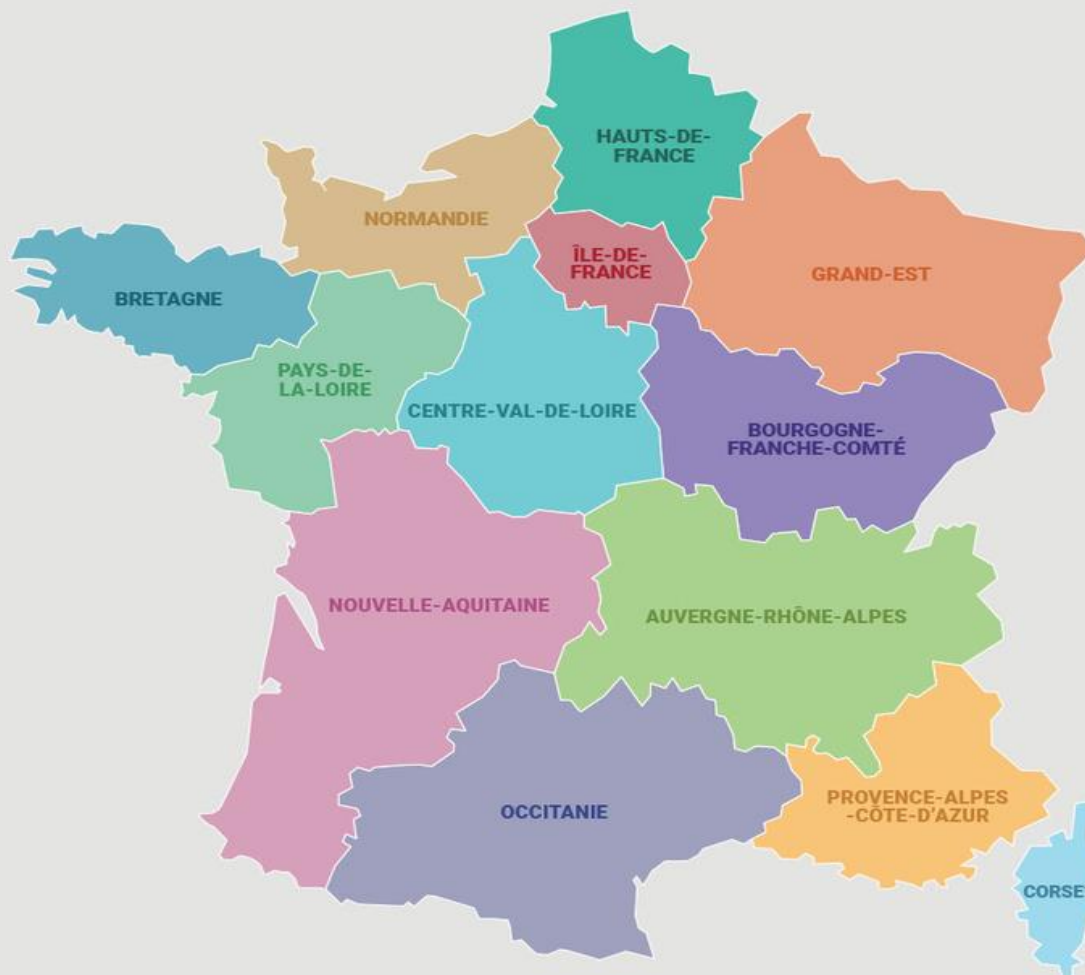 HAUTS-DE-
FRANCE
NORMANDIE
ÎLE-DE-
FRANCE
GRAND-EST
BRETAGNE
PAYS-DE-
LA-LOIRE
CENTRE-VAL-DE-LOIRE
BOURGOGNE-
FRANCHE-COMTÉ
NOUVELLE-AQUITAINE
AUVERGNE-RHÔNE-ALPES
OCCITANIE
PROVENCE-ALPES
-CÔTE-D'AZUR
CORSE